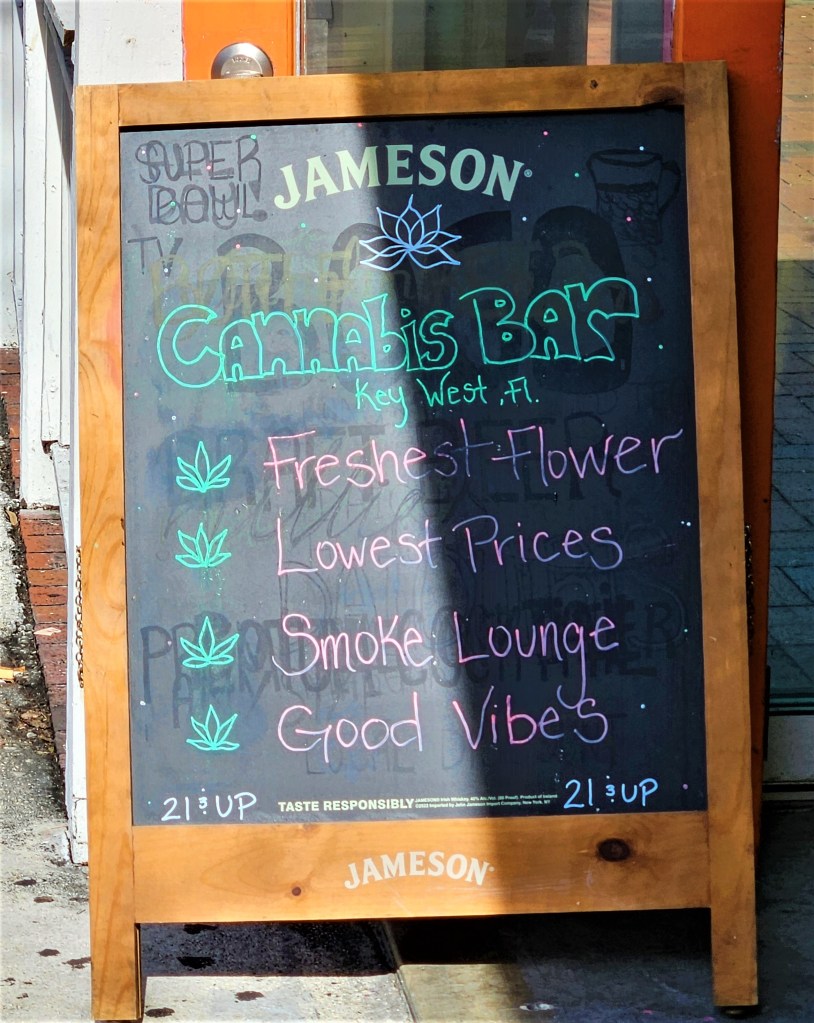 SUPER
BOWL!
JAMESON®
TV
Cannabis Bar
Key West, Fl.
Freshest Flower
Lowest Prices
Smoke Lounge
Good Vibes
21 & UP
TASTE RESPONSIBLY
21 & UP
JAMESON®